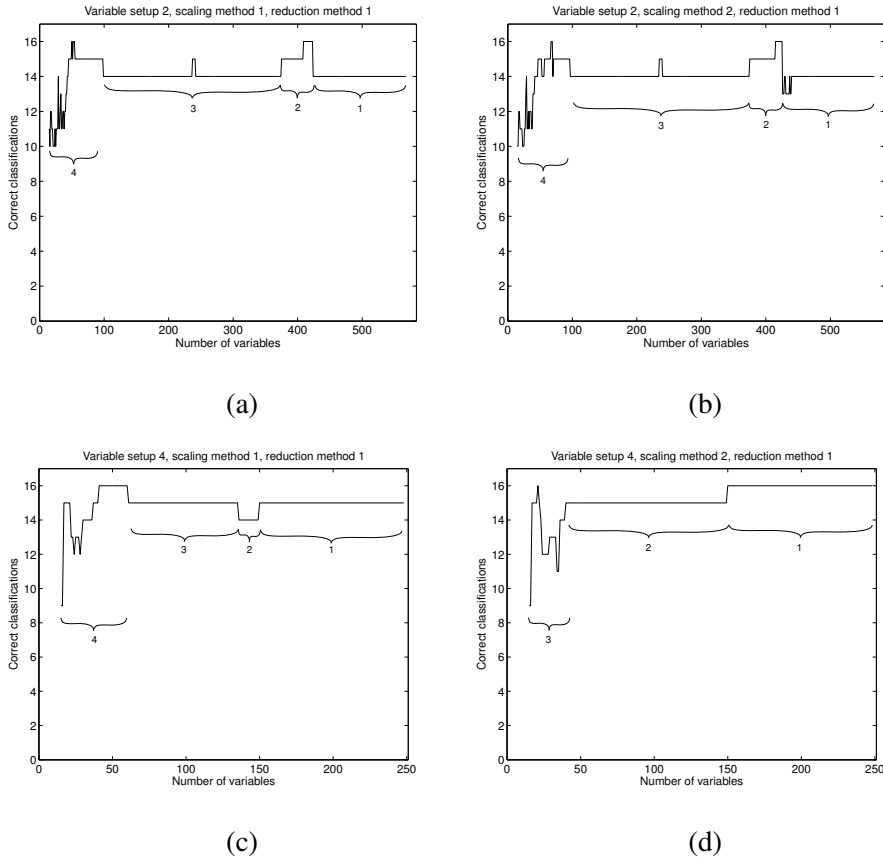 Variable setup 2, scaling method 1, reduction method 1
Correct classifications
16
14
12
10
8
6
4
2
0
3
2
1
4
0 100 200 300 400 500
Number of variables
(a)
Variable setup 2, scaling method 2, reduction method 1
Correct classifications
16
14
12
10
8
6
4
2
0
3
2
1
4
0 100 200 300 400 500
Number of variables
(b)
Variable setup 4, scaling method 1, reduction method 1
Correct classifications
16
14
12
10
8
6
4
2
0
3
2
1
4
0 50 100 150 200 250
Number of variables
(c)
Variable setup 4, scaling method 2, reduction method 1
Correct classifications
16
14
12
10
8
6
4
2
0
2
1
3
0 50 100 150 200 250
Number of variables
(d)